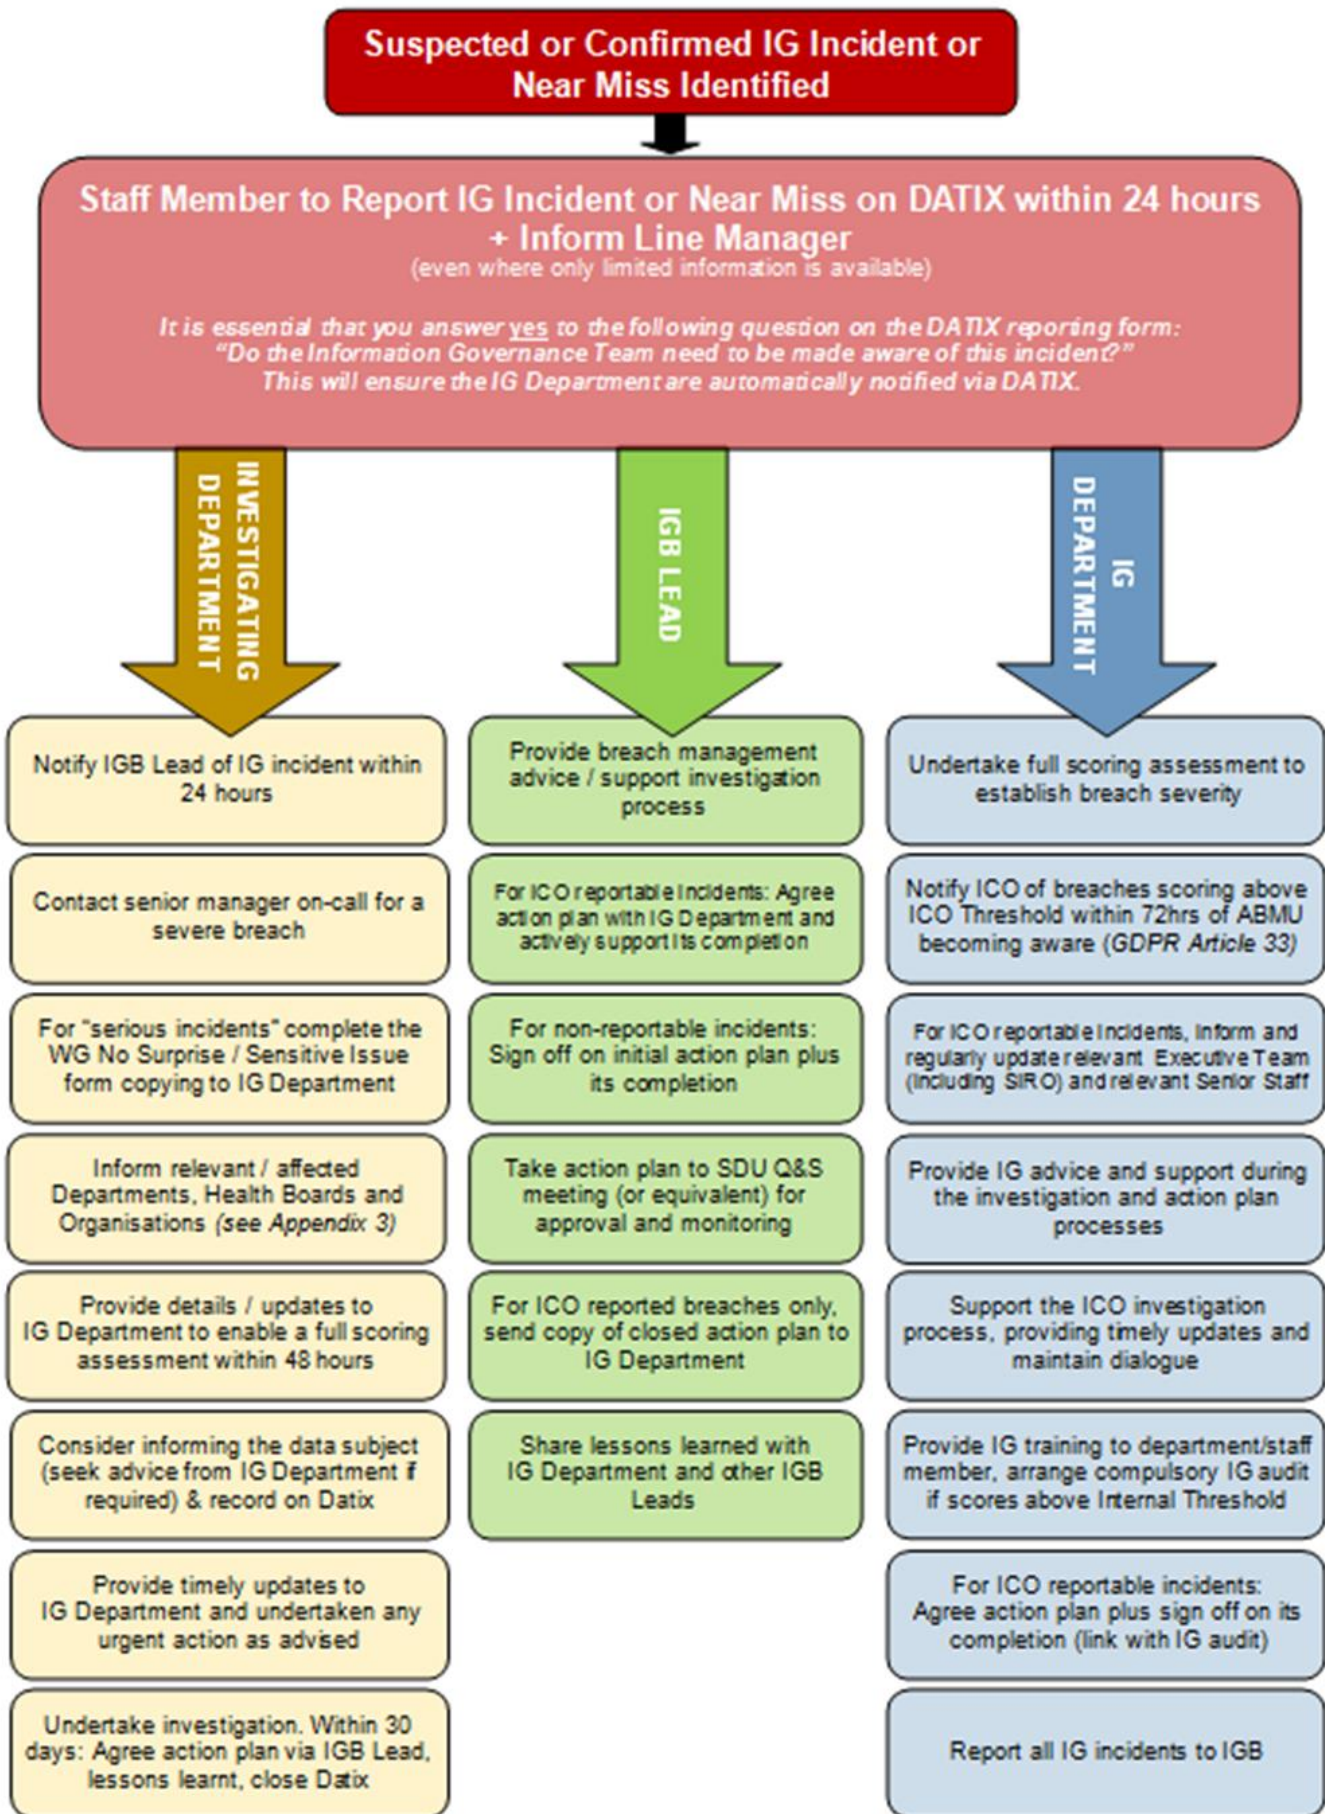 Suspected or Confirmed IG Incident or
Near Miss Identified
Staff Member to Report IG Incident or Near Miss on DATIX within 24 hours
+ Inform Line Manager
(even where only limited information is available)
It is essential that you answer yes to the following question on the DATIX reporting form:
“Do the Information Governance Team need to be made aware of this incident?”
This will ensure the IG Department are automatically notified via DATIX.
INVESTIGATING
DEPARTMENT
Notify IGB Lead of IG incident within
24 hours
Contact senior manager on-call for a
severe breach
For “serious incidents” complete the
WG No Surprise / Sensitive Issue
form copying to IG Department
Inform relevant / affected
Departments, Health Boards and
Organisations (see Appendix 3)
Provide details / updates to
IG Department to enable a full scoring
assessment within 48 hours
Consider informing the data subject
(seek advice from IG Department if
required) & record on Datix
Provide timely updates to
IG Department and undertaken any
urgent action as advised
Undertake investigation. Within 30
days: Agree action plan via IGB Lead,
lessons learnt, close Datix
IGB LEAD
Provide breach management
advice / support investigation
process
For ICO reportable Incidents: Agree
action plan with IG Department and
actively support its completion
For non-reportable incidents:
Sign off on initial action plan plus
its completion
Take action plan to SDU Q&S
meeting (or equivalent) for
approval and monitoring
For ICO reported breaches only,
send copy of closed action plan to
IG Department
Share lessons learned with
IG Department and other IGB
Leads
IG
DEPARTMENT
Undertake full scoring assessment to
establish breach severity
Notify ICO of breaches scoring above
ICO Threshold within 72hrs of ABMU
becoming aware (GDPR Article 33)
For ICO reportable Incidents, Inform and
regularly update relevant Executive Team
(Including SIRO) and relevant Senior Staff
Provide IG advice and support during
the investigation and action plan
processes
Support the ICO investigation
process, providing timely updates and
maintain dialogue
Provide IG training to department/staff
member, arrange compulsory IG audit
if scores above Internal Threshold
For ICO reportable incidents:
Agree action plan plus sign off on its
completion (link with IG audit)
Report all IG incidents to IGB